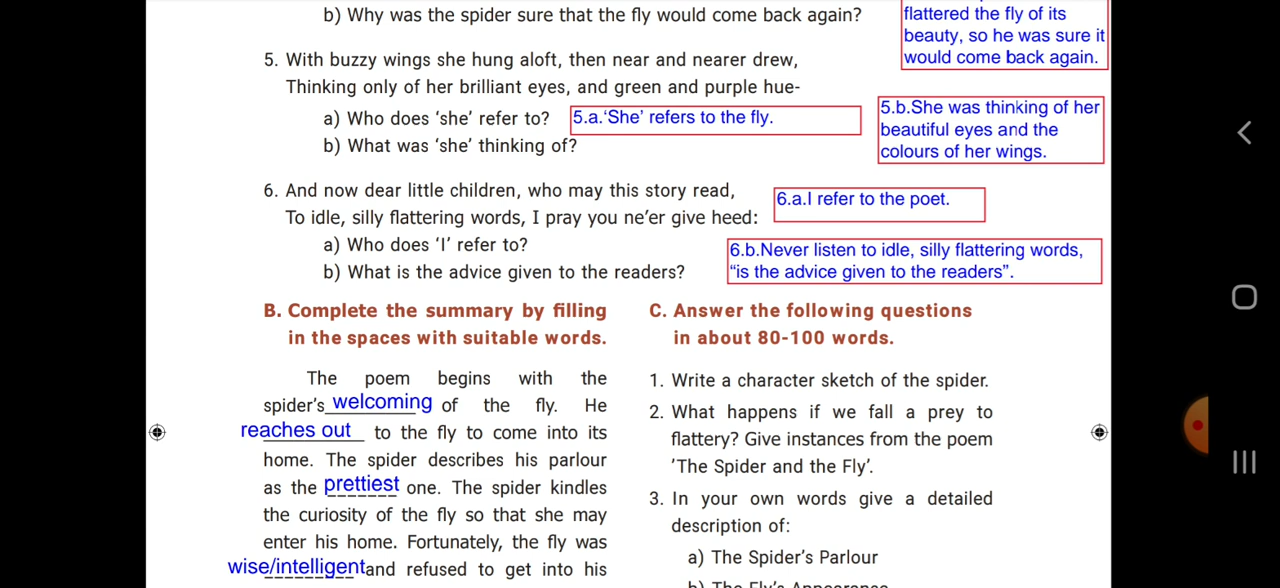 b) Why was the spider sure that the fly would come back again?
flattered the fly of its
beauty, so he was sure it
would come back again.
5. With buzzy wings she hung aloft, then near and nearer drew,
Thinking only of her brilliant eyes, and green and purple hue-
a) Who does ‘she’ refer to?
5.a.‘She’ refers to the fly.
b) What was ‘she’ thinking of?
5.b.She was thinking of her
beautiful eyes and the
colours of her wings.
6. And now dear little children, who may this story read,
To idle, silly flattering words, I pray you ne’er give heed:
6.a.I refer to the poet.
a) Who does ‘I’ refer to?
b) What is the advice given to the readers?
6.b.Never listen to idle, silly flattering words,
“is the advice given to the readers”.
B. Complete the summary by filling
in the spaces with suitable words.
The poem begins with the
spider’s welcoming of the fly. He
reaches out to the fly to come into its
home. The spider describes his parlour
as the prettiest one. The spider kindles
the curiosity of the fly so that she may
enter his home. Fortunately, the fly was
wise/intelligent and refused to get into his
C. Answer the following questions
in about 80-100 words.
1. Write a character sketch of the spider.
2. What happens if we fall a prey to
flattery? Give instances from the poem
’The Spider and the Fly’.
3. In your own words give a detailed
description of:
a) The Spider’s Parlour
b) The Fly’s Appearance